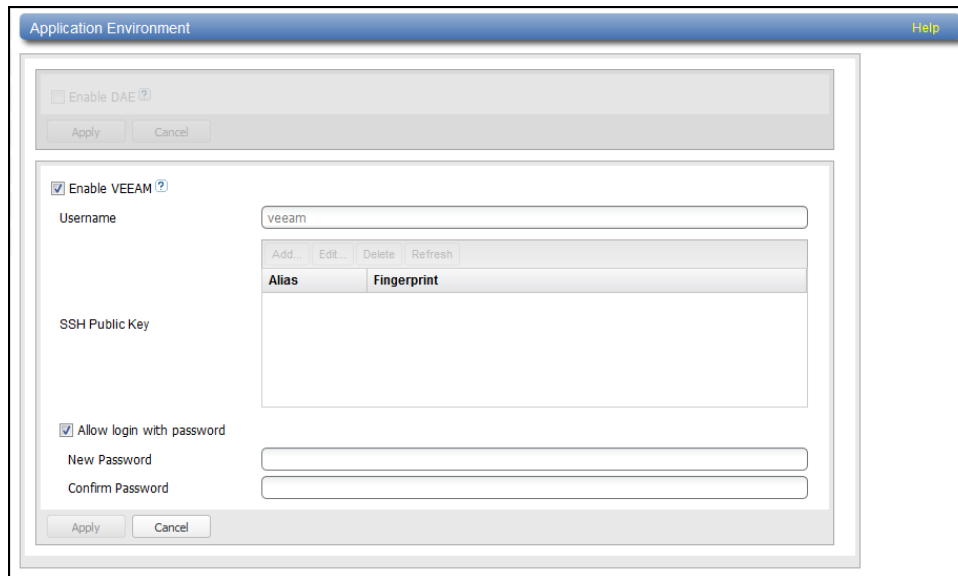 Application Environment Help
Enable DAE ?
Apply Cancel
Enable VEEAM ?
Username veeam
Add... Edit... Delete Refresh
Alias Fingerprint
SSH Public Key
Allow login with password
New Password
Confirm Password
Apply Cancel